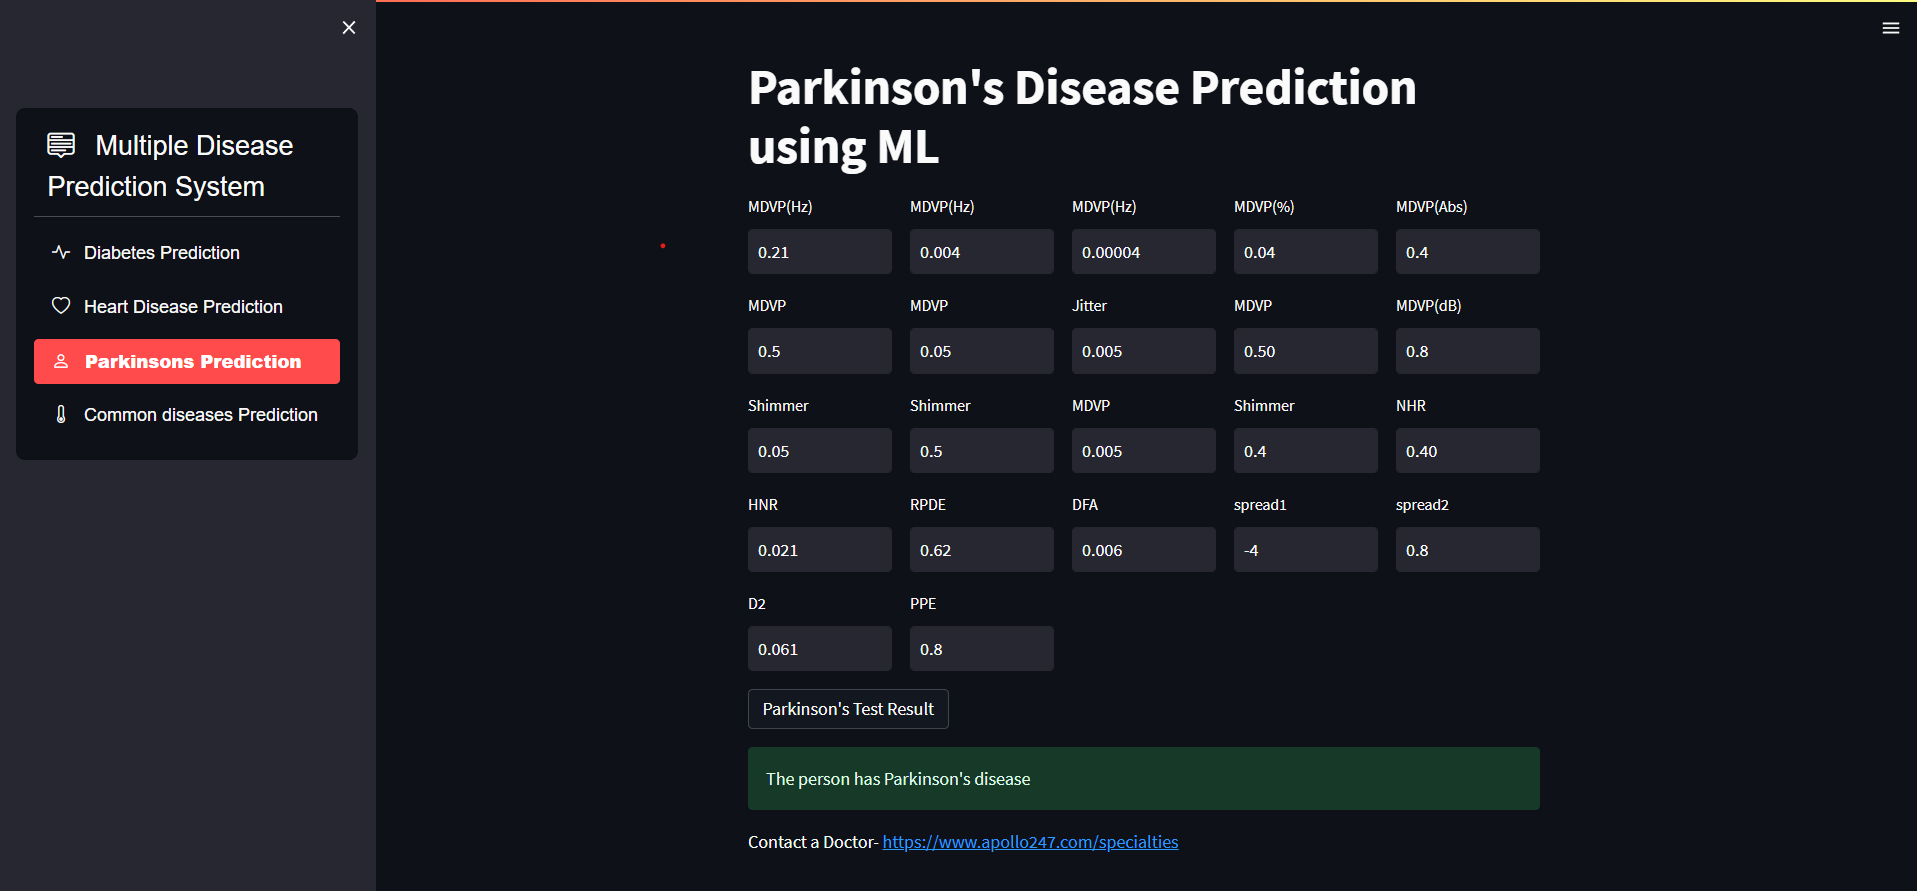 Multiple Disease
Prediction System
Diabetes Prediction
Heart Disease Prediction
Parkinsons Prediction
Common diseases Prediction
Parkinson's Disease Prediction
using ML
MDVP(Hz) MDVP(Hz) MDVP(Hz) MDVP(%) MDVP(Abs)
0.21 0.004 0.00004 0.04 0.4
MDVP MDVP Jitter MDVP MDVP(dB)
0.5 0.05 0.005 0.50 0.8
Shimmer Shimmer MDVP Shimmer NHR
0.05 0.5 0.005 0.4 0.40
HNR RPDE DFA spread1 spread2
0.021 0.62 0.006 -4 0.8
D2 PPE
0.061 0.8
Parkinson's Test Result
The person has Parkinson's disease
Contact a Doctor- https://www.apollo247.com/specialties